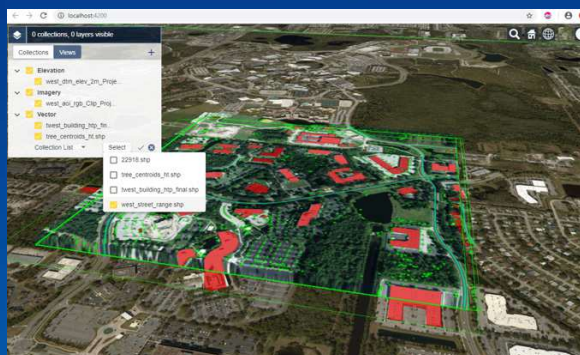 localhost:4200
0 collections, 0 layers visible
Collections Views +
Elevation
west_dtm_elev_2m_Proje...
Imagery
west_aoi_rgb_Clip_Proj...
Vector
twest_building_htp_fin...
tree_centroids_ht.shp
Collection List Select
22918.shp
tree_centroids_ht.shp
twest_building_htp_final.shp
west_street_range.shp